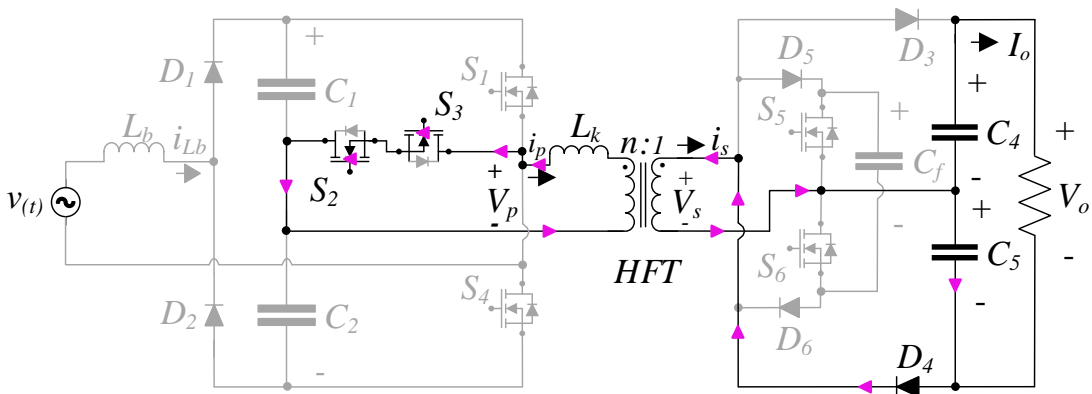 +
D1
C1
S1
S3
Lb
iLb
S2
v(t)
+
Vp
-
ip
Lk
n:1
is
+
Vs
-
HFT
D2
C2
-
S4
D3
D5
S5
+
Cf
-
S6
D6
D4
Io
+
C4
-
+
C5
-
+
Vo
-